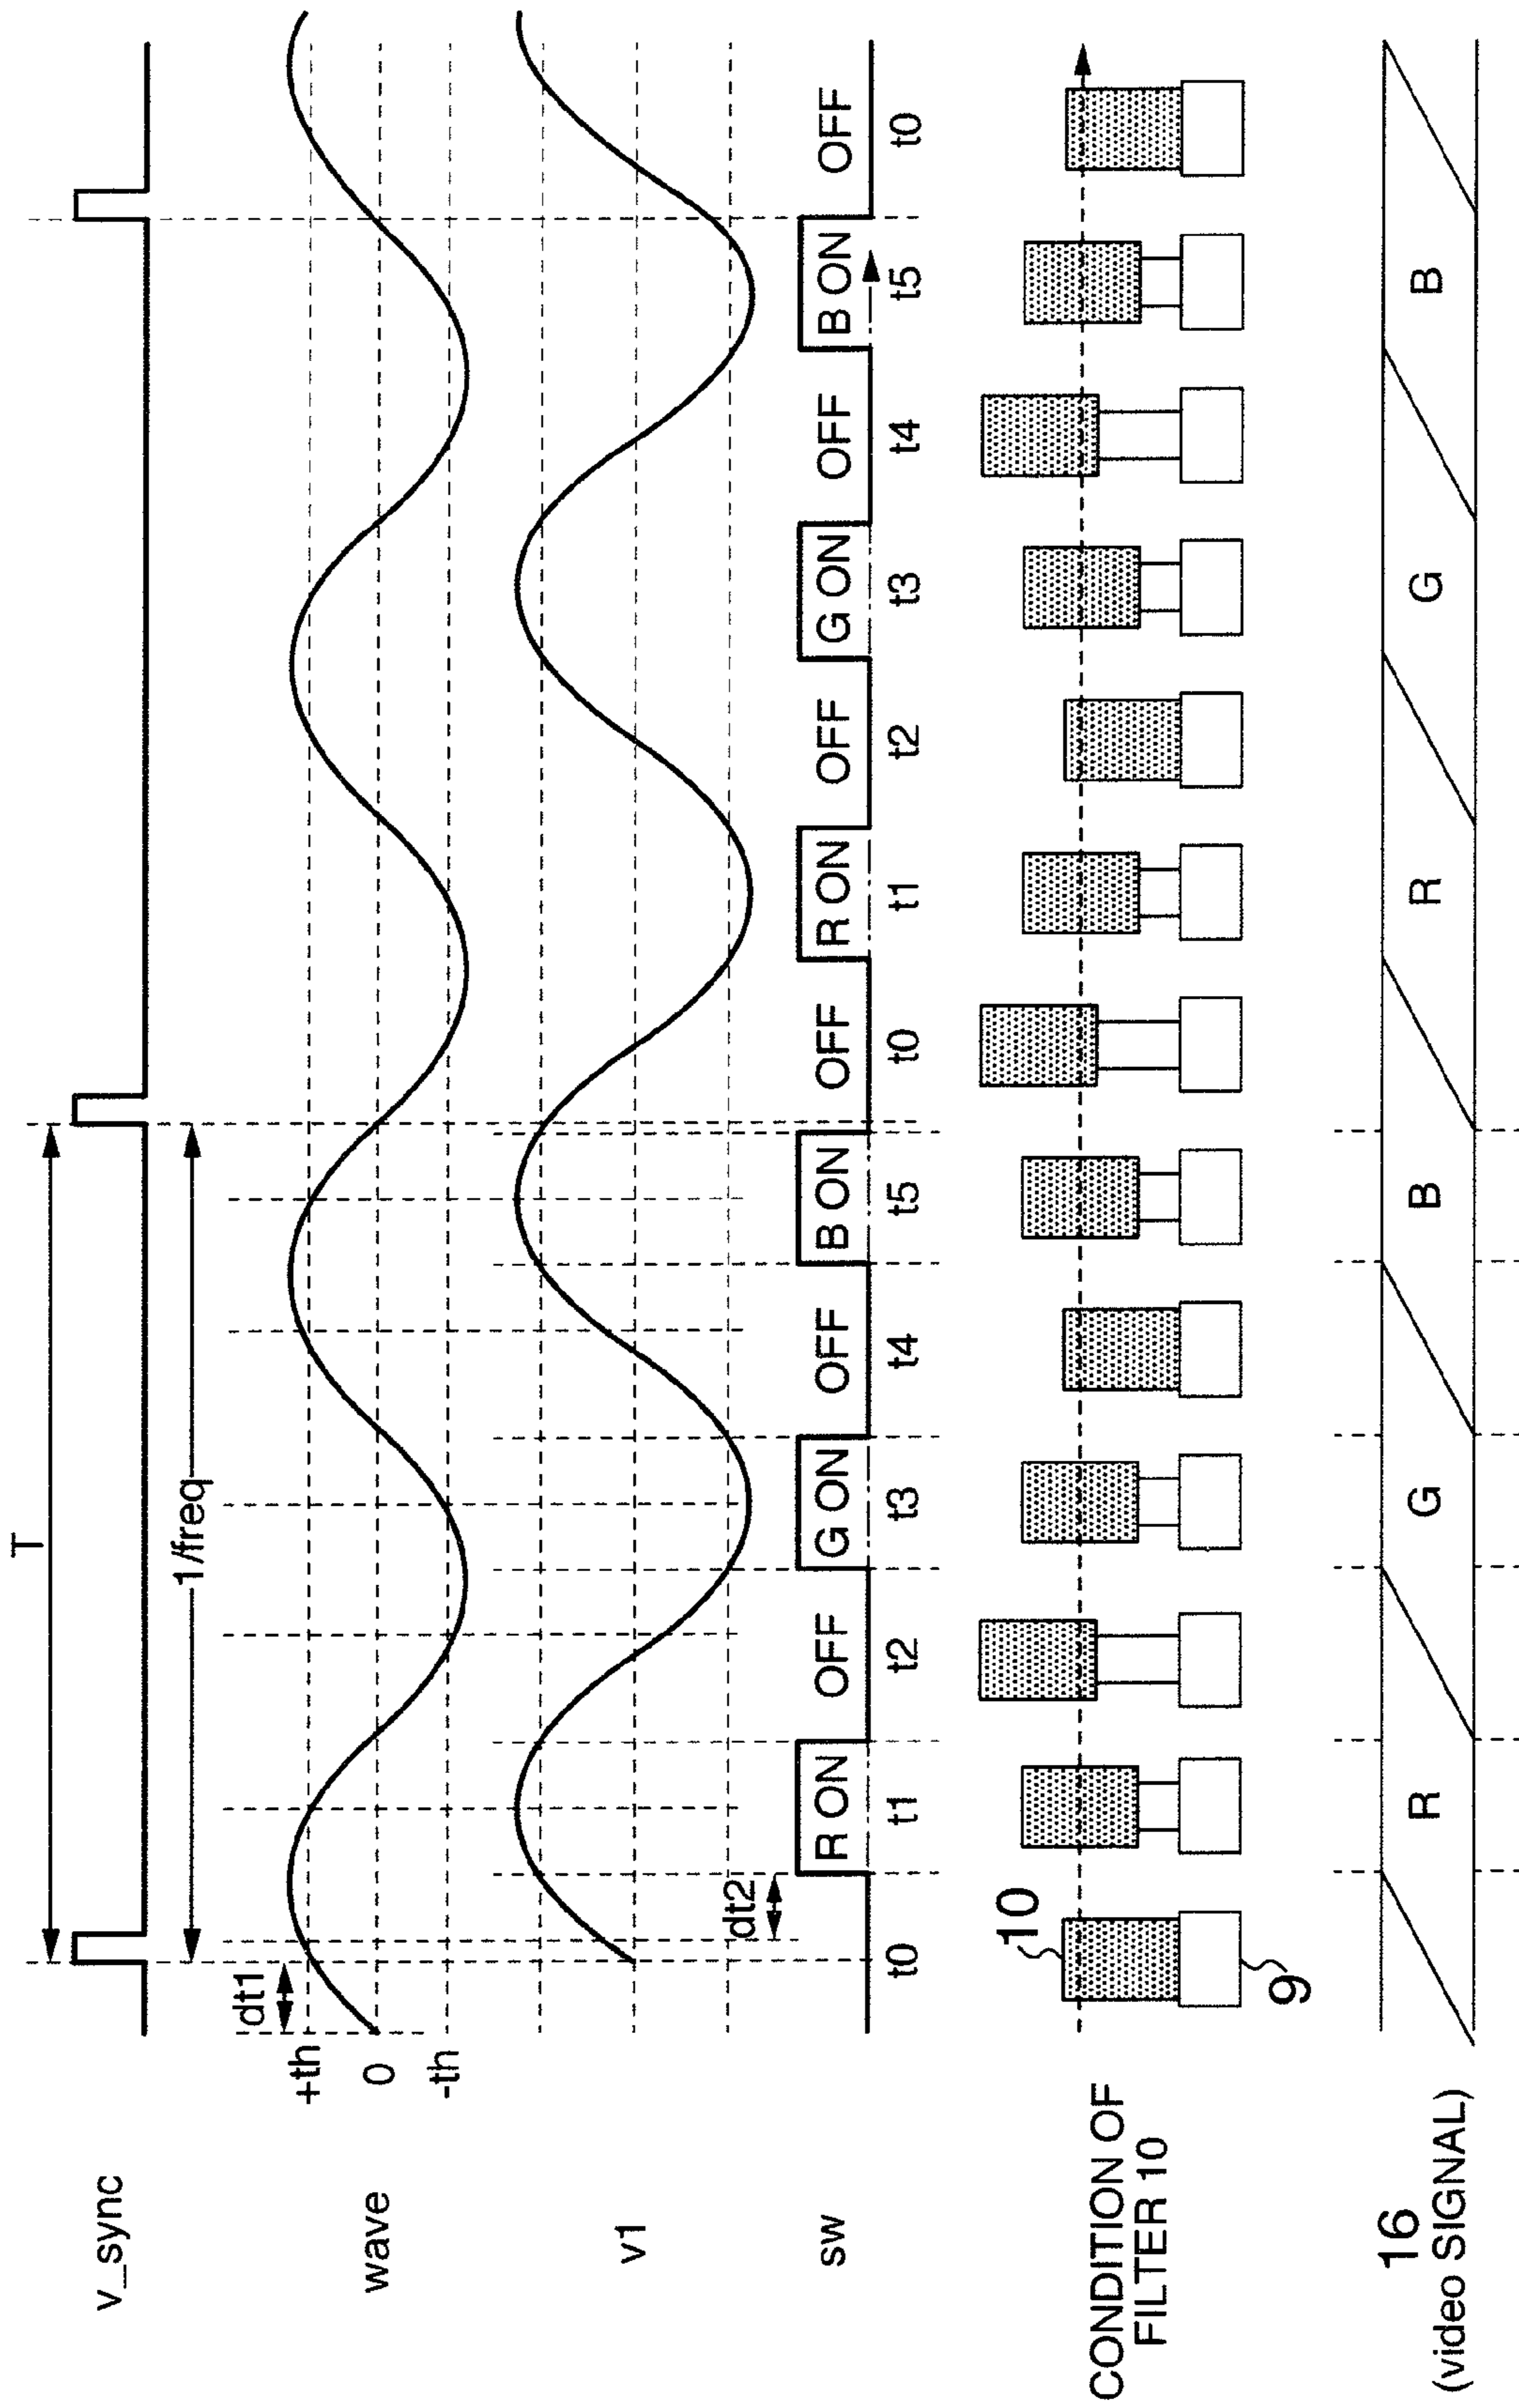 T
v_sync
1/freq
dt1
+th
0
-th
wave
v1
dt2
sw
R ON
OFF
G ON
OFF
B ON
OFF
R ON
OFF
G ON
OFF
B ON
OFF
t0
t1
t2
t3
t4
t5
t0
t1
t2
t3
t4
t5
t0
10
CONDITION OF
FILTER 10
9
16
(video SIGNAL)
R
G
B
R
G
B